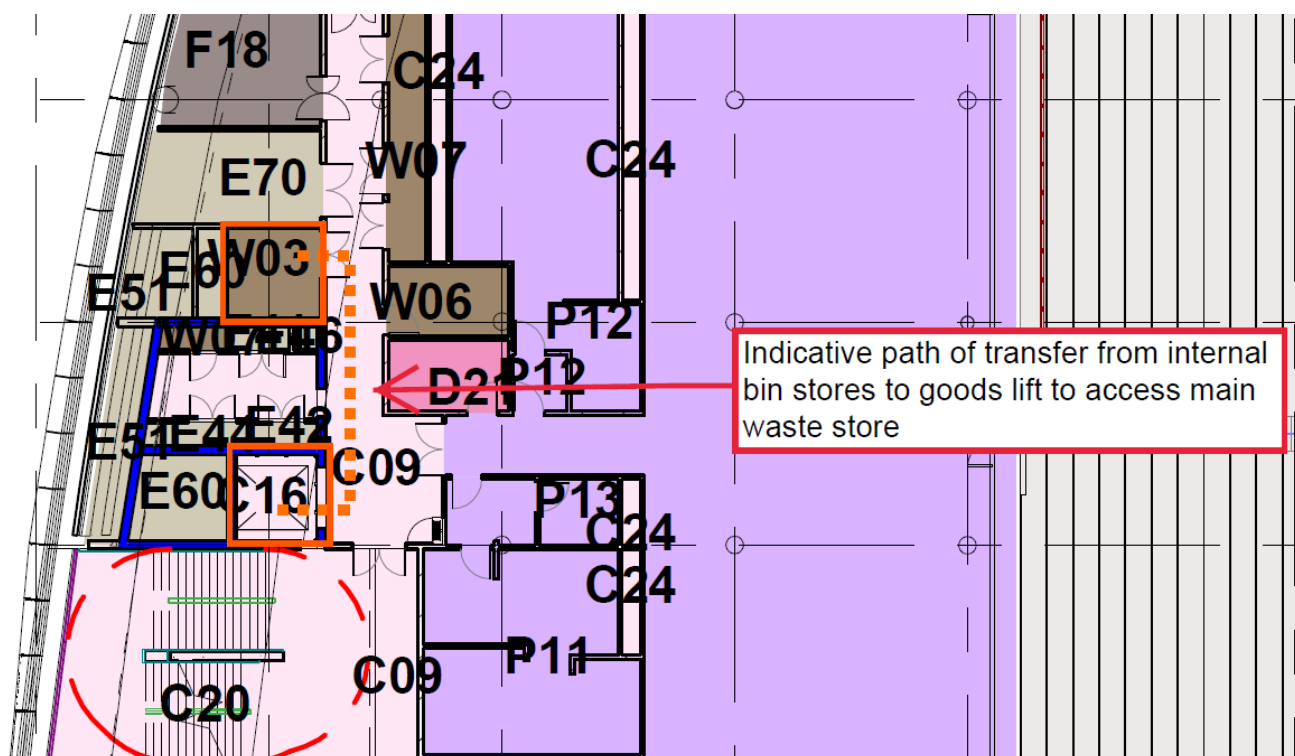 F18
C24
W07
C24
E70
W03
E60
E51
W06
P12
Indicative path of transfer from internal
bin stores to goods lift to access main
waste store
P12
D21
E42
E44
E51
C09
E60
C16
P13
C24
C24
P11
C09
C20